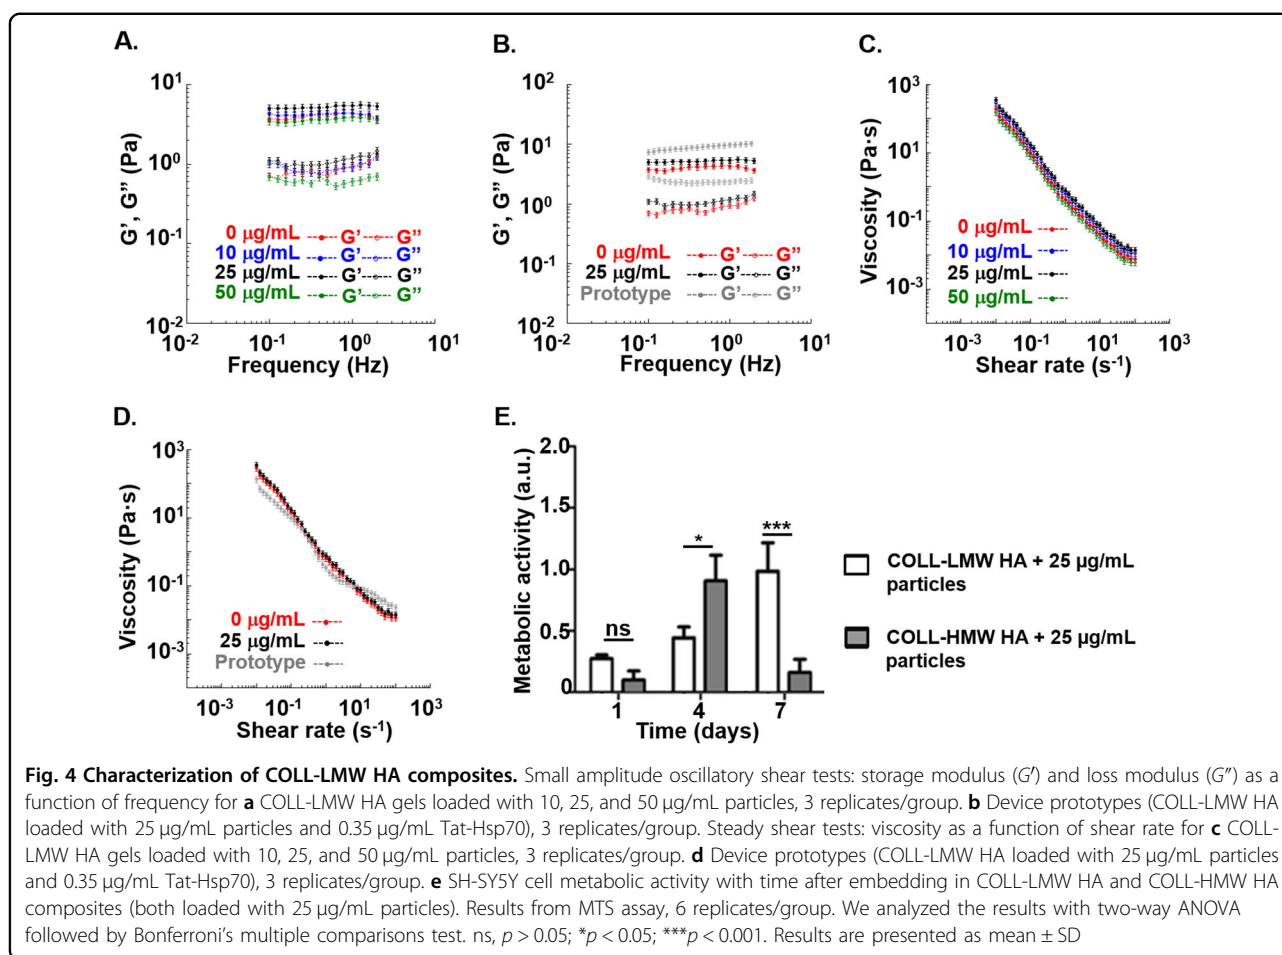 A.
G', G'' (Pa)
10¹
10⁰
10⁻¹
10⁻²
0 µg/mL G' G''
10 µg/mL G' G''
25 µg/mL G' G''
50 µg/mL G' G''
10⁻² 10⁻¹ 10⁰ 10¹
Frequency (Hz)
B.
G', G'' (Pa)
10²
10¹
10⁰
10⁻¹
10⁻²
0 µg/mL G' G''
25 µg/mL G' G''
Prototype G' G''
10⁻² 10⁻¹ 10⁰ 10¹
Frequency (Hz)
C.
Viscosity (Pa·s)
10³
10¹
10⁻¹
10⁻³
0 µg/mL
10 µg/mL
25 µg/mL
50 µg/mL
10⁻³ 10⁻¹ 10¹ 10³
Shear rate (s⁻¹)
D.
Viscosity (Pa·s)
10³
10¹
10⁻¹
10⁻³
0 µg/mL
25 µg/mL
Prototype
10⁻³ 10⁻¹ 10¹ 10³
Shear rate (s⁻¹)
E.
Metabolic activity (a.u.)
2.0
1.5
1.0
0.5
0
ns
*
***
1 4 7
Time (days)
COLL-LMW HA + 25 µg/mL
particles
COLL-HMW HA + 25 µg/mL
particles
Fig. 4 Characterization of COLL-LMW HA composites. Small amplitude oscillatory shear tests: storage modulus (G′) and loss modulus (G″) as a
function of frequency for a COLL-LMW HA gels loaded with 10, 25, and 50 µg/mL particles, 3 replicates/group. b Device prototypes (COLL-LMW HA
loaded with 25 µg/mL particles and 0.35 µg/mL Tat-Hsp70), 3 replicates/group. Steady shear tests: viscosity as a function of shear rate for c COLL-
LMW HA gels loaded with 10, 25, and 50 µg/mL particles, 3 replicates/group. d Device prototypes (COLL-LMW HA loaded with 25 µg/mL particles
and 0.35 µg/mL Tat-Hsp70), 3 replicates/group. e SH-SY5Y cell metabolic activity with time after embedding in COLL-LMW HA and COLL-HMW HA
composites (both loaded with 25 µg/mL particles). Results from MTS assay, 6 replicates/group. We analyzed the results with two-way ANOVA
followed by Bonferroni's multiple comparisons test. ns, p > 0.05; *p < 0.05; ***p < 0.001. Results are presented as mean ± SD